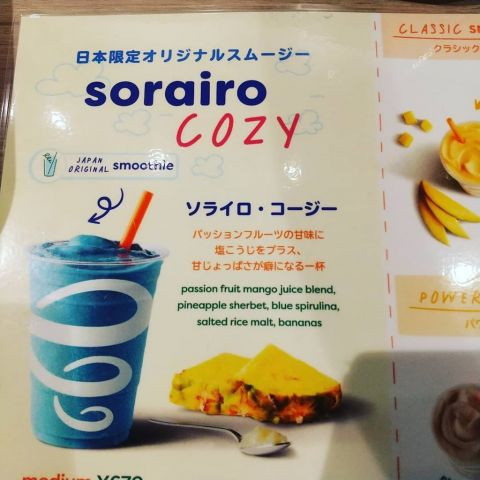 日本限定オリジナルスムージー
sorairo
COZY
JAPAN
ORIGINAL smoothie
ソライロ・コージー
パッションフルーツの甘味に
塩こうじをプラス、
甘じょっぱさが癖になる一杯
passion fruit mango juice blend,
pineapple sherbet, blue spirulina,
salted rice malt, bananas
medium
CLASSIC
クラシック
POWER